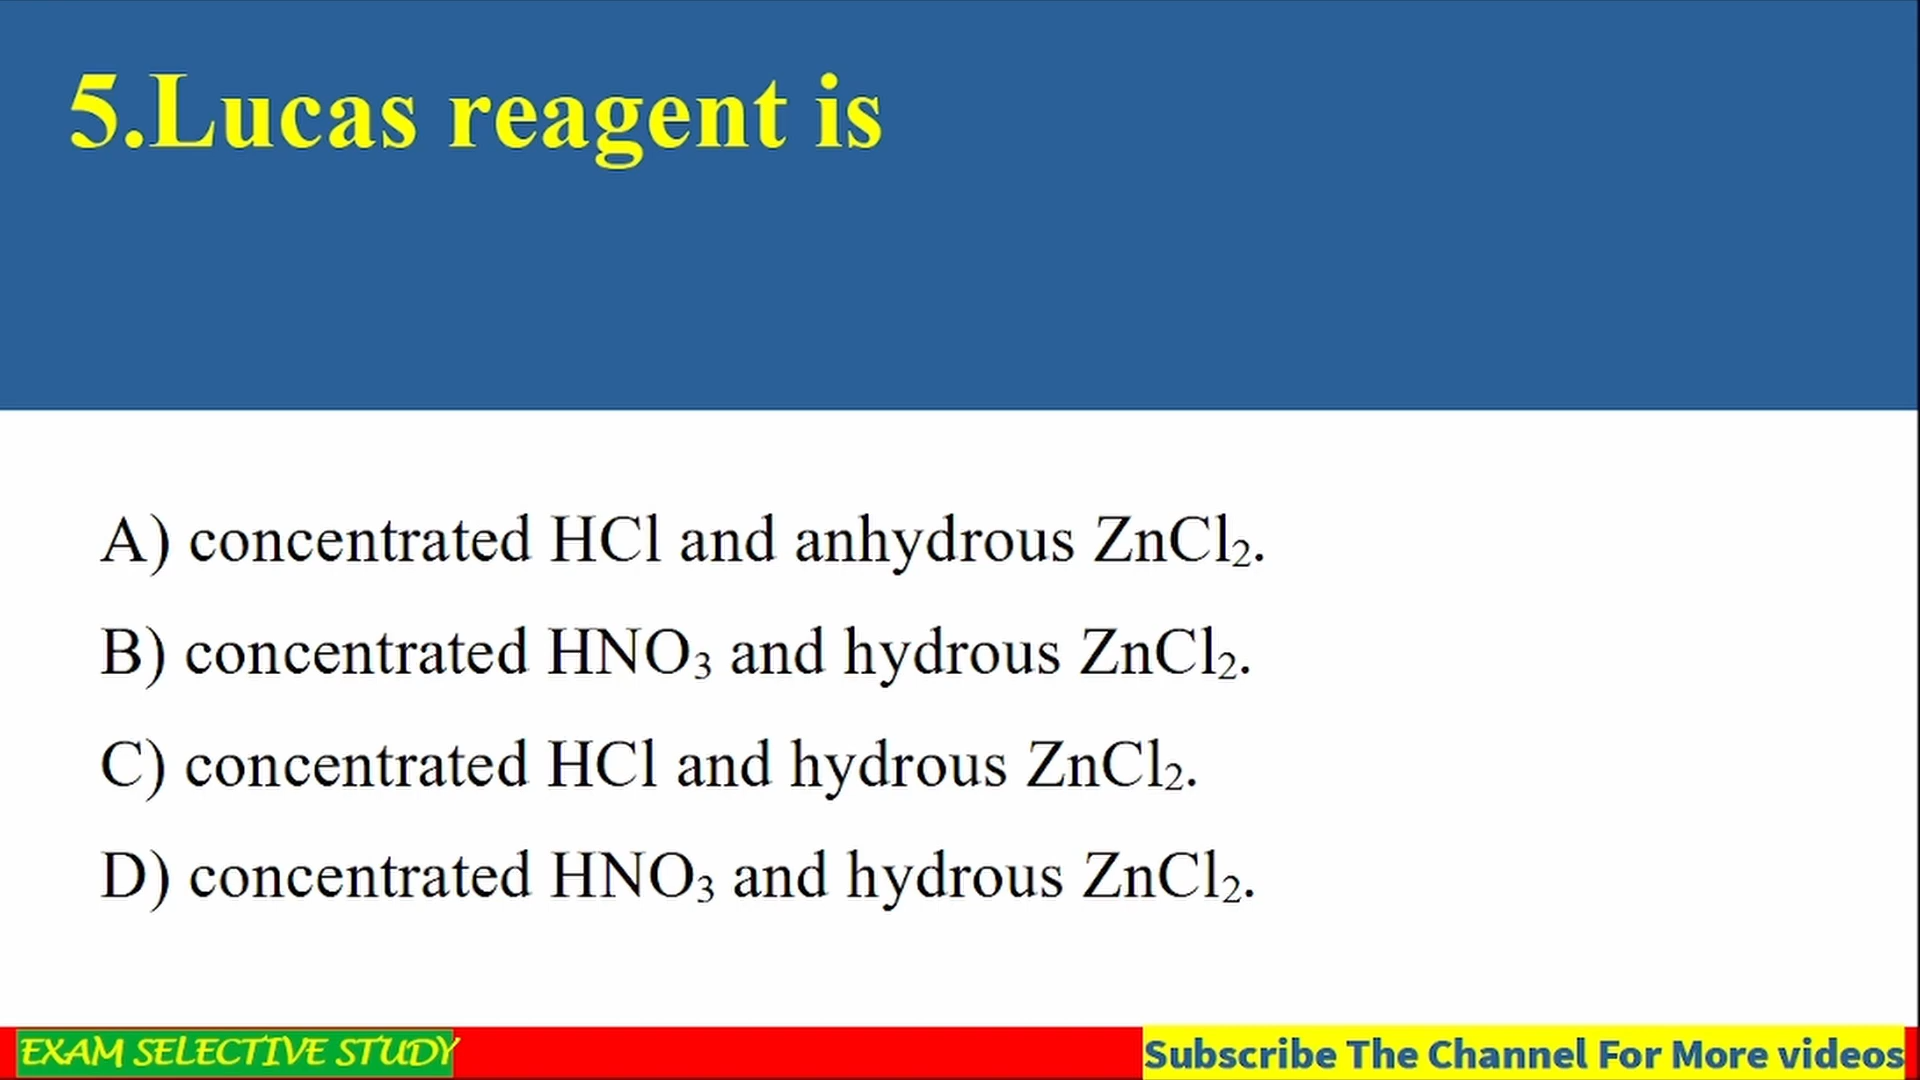 5.Lucas reagent is
A) concentrated HCl and anhydrous ZnCl₂.
B) concentrated HNO₃ and hydrous ZnCl₂.
C) concentrated HCl and hydrous ZnCl₂.
D) concentrated HNO₃ and hydrous ZnCl₂.
EXAM SELECTIVE STUDY
Subscribe The Channel For More videos